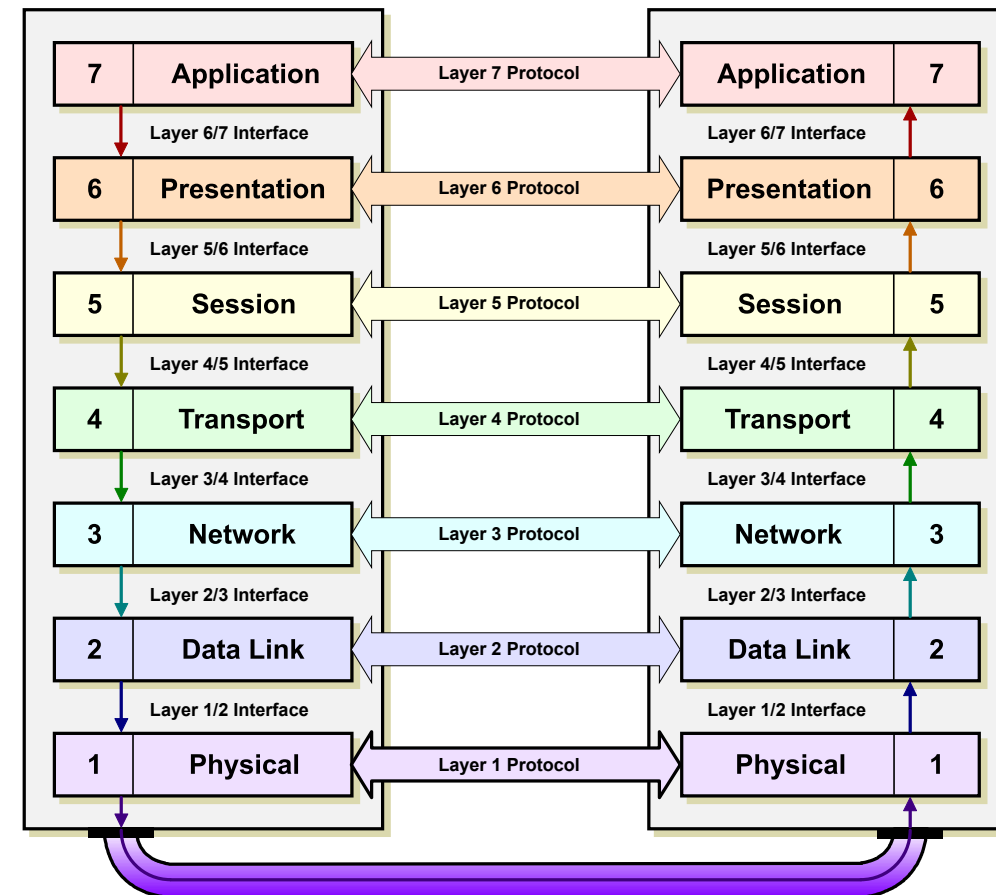 7 Application Layer 7 Protocol Application 7
Layer 6/7 Interface Layer 6/7 Interface
6 Presentation Layer 6 Protocol Presentation 6
Layer 5/6 Interface Layer 5/6 Interface
5 Session Layer 5 Protocol Session 5
Layer 4/5 Interface Layer 4/5 Interface
4 Transport Layer 4 Protocol Transport 4
Layer 3/4 Interface Layer 3/4 Interface
3 Network Layer 3 Protocol Network 3
Layer 2/3 Interface Layer 2/3 Interface
2 Data Link Layer 2 Protocol Data Link 2
Layer 1/2 Interface Layer 1/2 Interface
1 Physical Layer 1 Protocol Physical 1